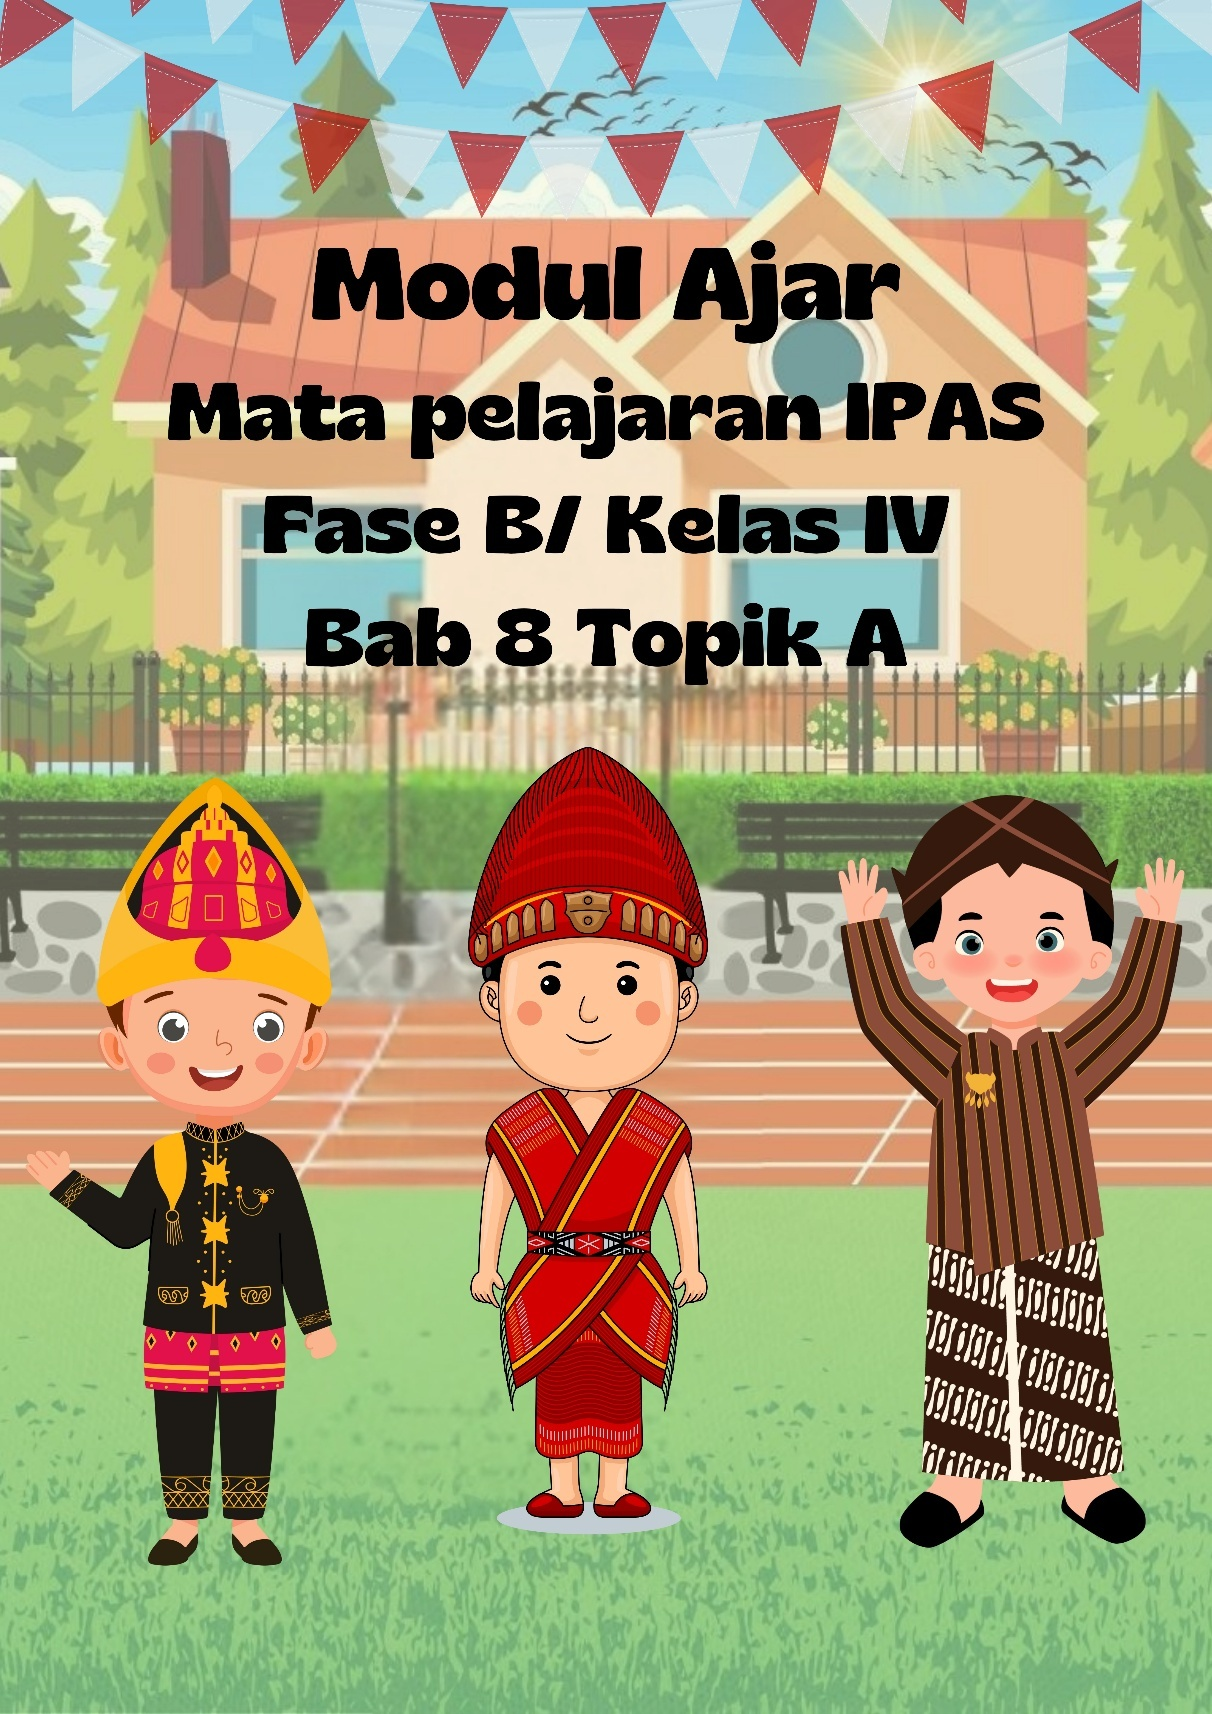 Modul Ajar
Mata pelajaran IPAS
Fase B/ Kelas IV
Bab 8 Topik A